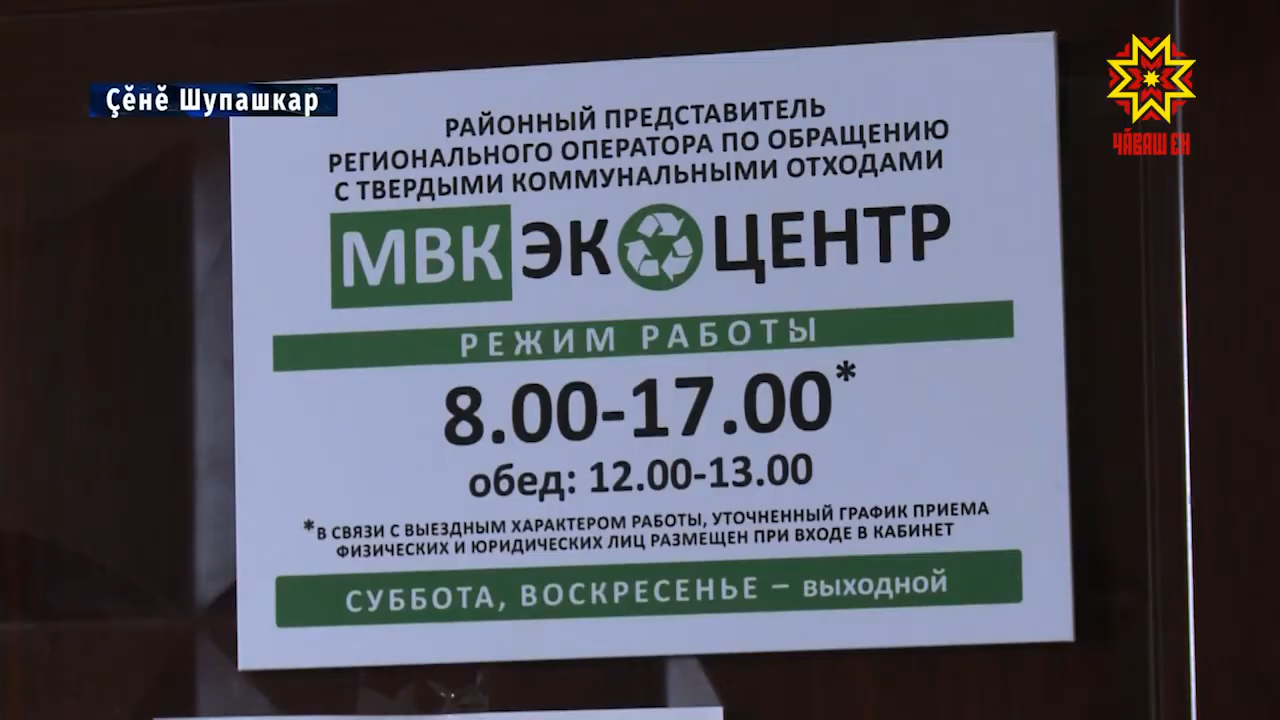 Ҫӗнӗ Шупашкар
ЧӐВАШ ЕН
РАЙОННЫЙ ПРЕДСТАВИТЕЛЬ
РЕГИОНАЛЬНОГО ОПЕРАТОРА ПО ОБРАЩЕНИЮ
С ТВЕРДЫМИ КОММУНАЛЬНЫМИ ОТХОДАМИ
МВК ЭКОЦЕНТР
РЕЖИМ РАБОТЫ
8.00-17.00*
обед: 12.00-13.00
*В СВЯЗИ С ВЫЕЗДНЫМ ХАРАКТЕРОМ РАБОТЫ, УТОЧНЕННЫЙ ГРАФИК ПРИЕМА
ФИЗИЧЕСКИХ И ЮРИДИЧЕСКИХ ЛИЦ РАЗМЕЩЕН ПРИ ВХОДЕ В КАБИНЕТ
СУББОТА, ВОСКРЕСЕНЬЕ – выходной